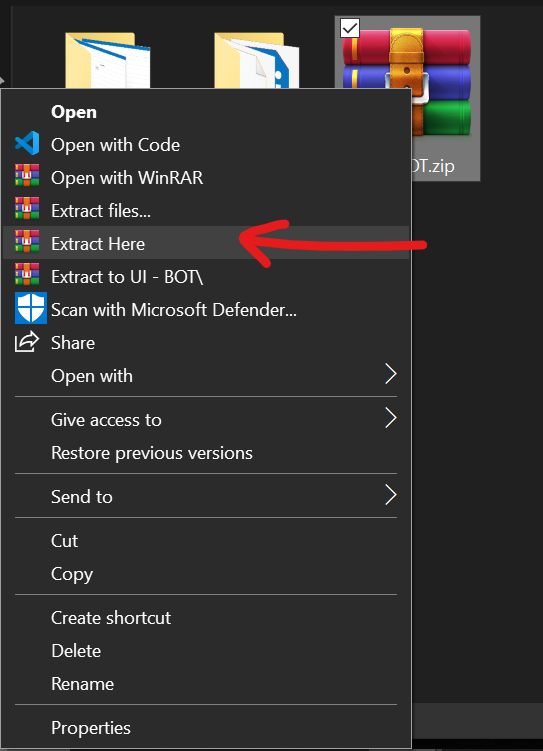 OT.zip
Open
Open with Code
Open with WinRAR
Extract files...
Extract Here
Extract to UI - BOT\
Scan with Microsoft Defender...
Share
Open with
Give access to
Restore previous versions
Send to
Cut
Copy
Create shortcut
Delete
Rename
Properties